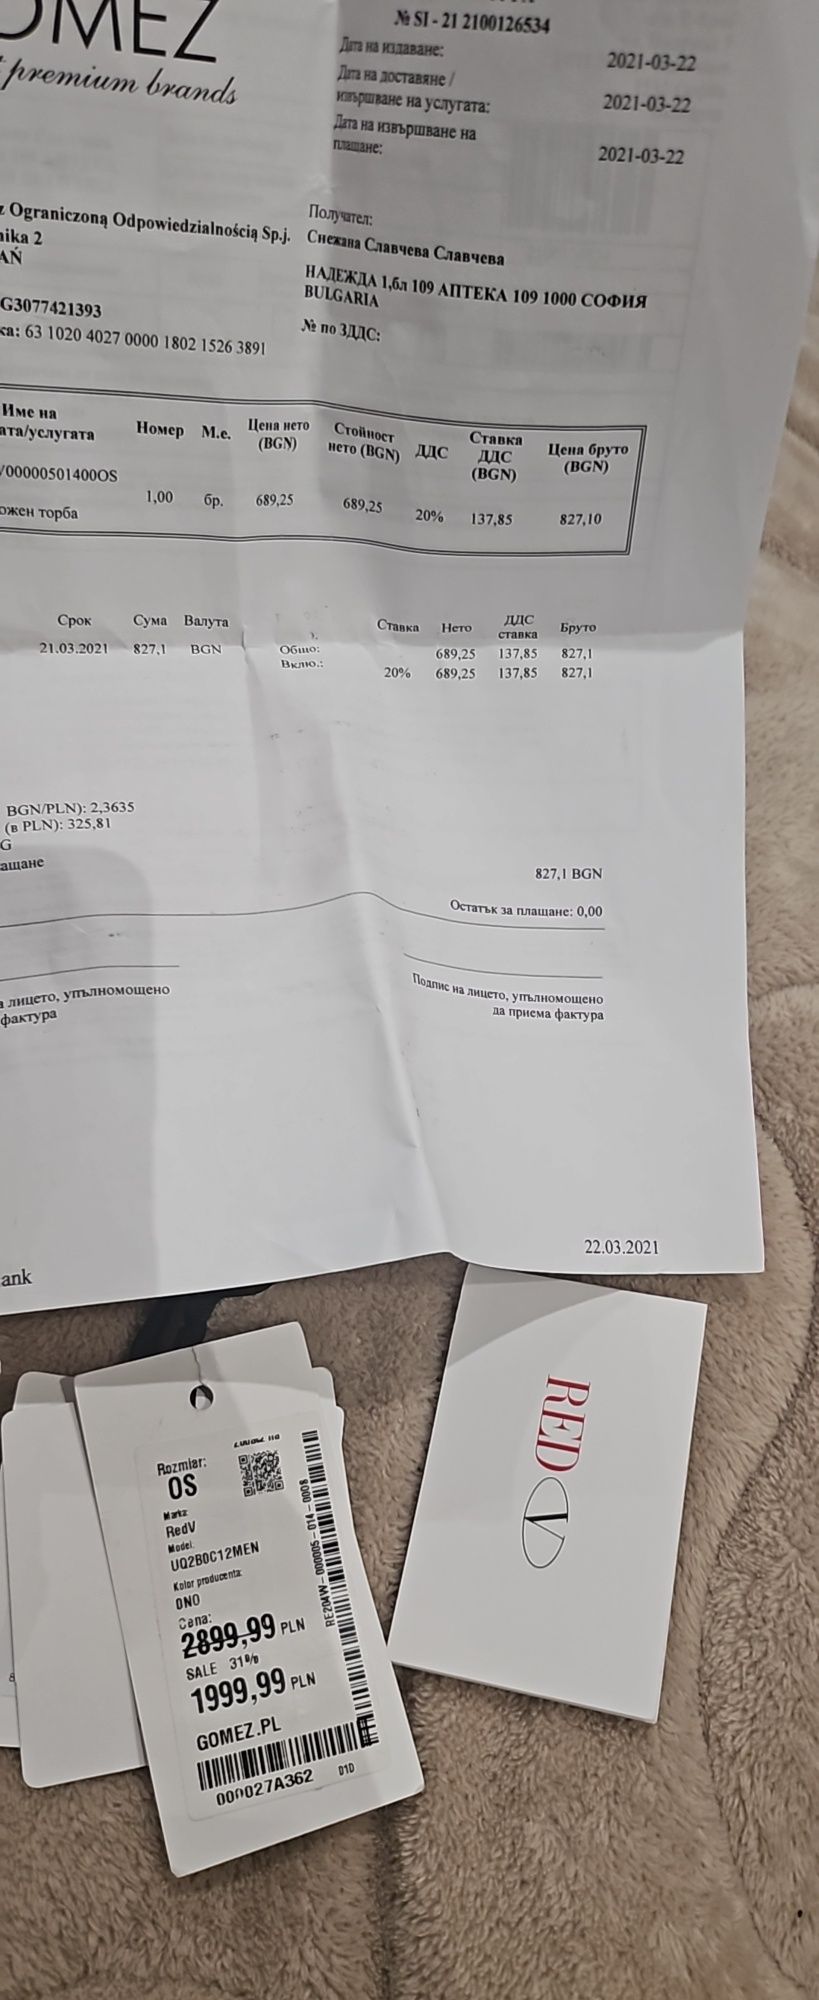 OMEZ
premium brands
№ SI - 21 2100126534
Дата на издаване: 2021-03-22
Дата на доставяне /
извършване на услугата: 2021-03-22
Дата на извършване на
плащане: 2021-03-22
z Ograniczoną Odpowiedzialnością Sp.j.
nika 2
AŃ
G3077421393
ка: 63 1020 4027 0000 1802 1526 3891
Получател:
Снежана Славчева Славчева
НАДЕЖДА 1,бл 109 АПТЕКА 109 1000 СОФИЯ
BULGARIA
№ по ЗДДС:
Име на
ата/услугата
Номер
М.е.
Цена нето
(BGN)
Стойност
нето (BGN)
ДДС
Ставка
ДДС
(BGN)
Цена бруто
(BGN)
/00000501400OS
ожен торба
1,00 бр. 689,25 689,25 20% 137,85 827,10
Срок Сума Валута
21.03.2021 827,1 BGN
Ставка Нето ДДС ставка Бруто
Общо: 689,25 137,85 827,1
Вклю.: 20% 689,25 137,85 827,1
BGN/PLN): 2,3635
(в PLN): 325,81
G
ащане
827,1 BGN
Остатък за плащане: 0,00
а лицето, упълномощено
фактура
Подпис на лицето, упълномощено
да приема фактура
22.03.2021
ank
Rozmiar:
OS
Marka:
RedV
Model:
UQ2B0C12MEN
Kolor producenta:
0NO
Cena:
2899,99 PLN
SALE 31%
1999,99 PLN
GOMEZ.PL
000027A362 01D
RE204W-000005-014-0008
RED V